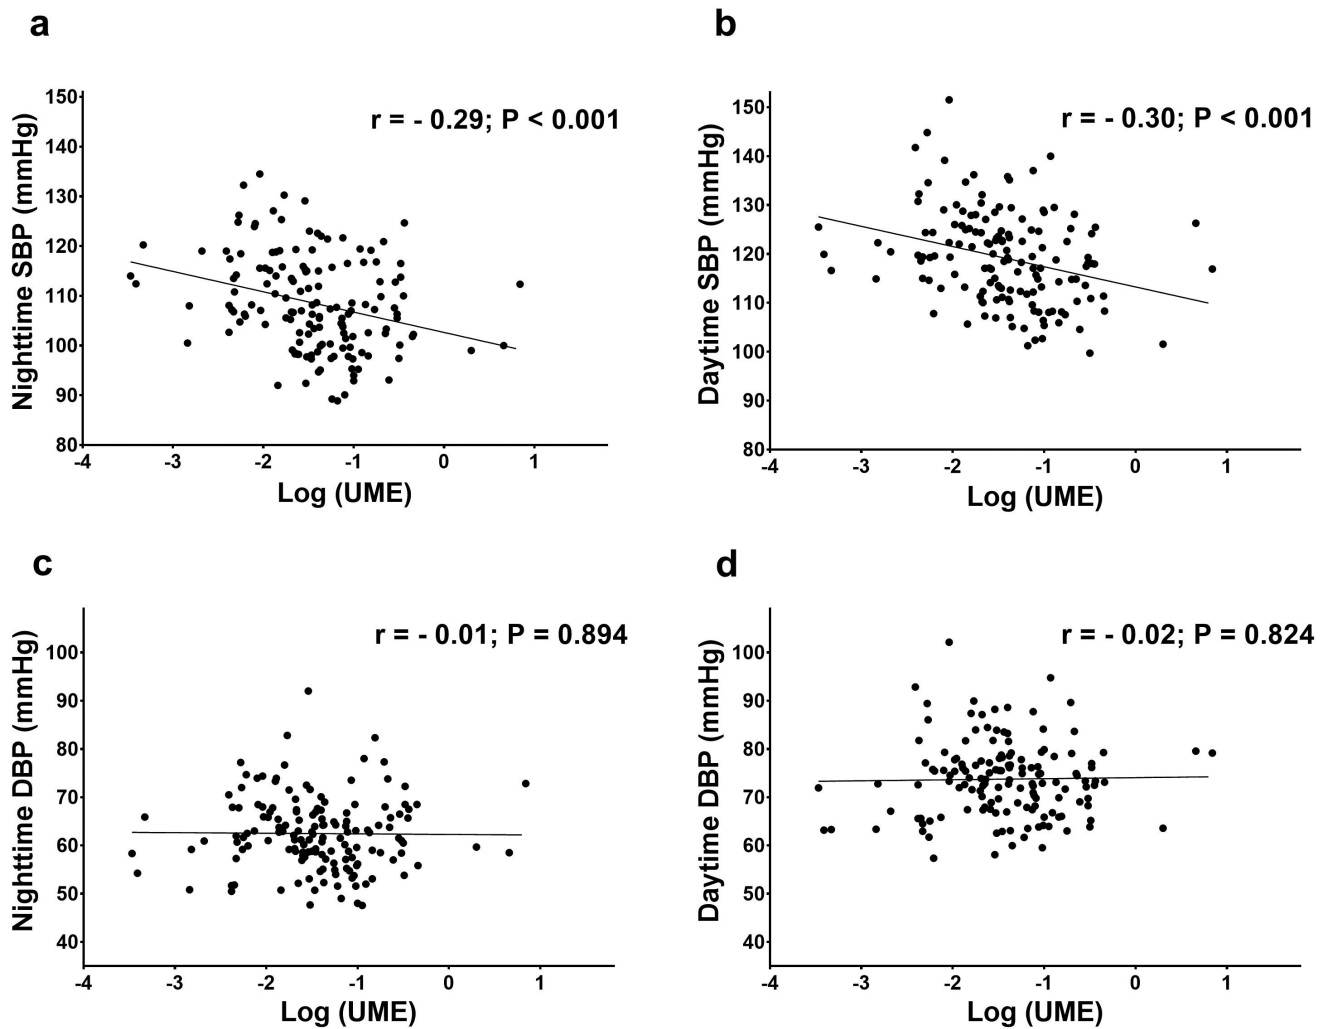 a
r = - 0.29; P < 0.001
Nighttime SBP (mmHg)
150
140
130
120
110
100
90
80
-4 -3 -2 -1 0 1
Log (UME)
b
r = - 0.30; P < 0.001
Daytime SBP (mmHg)
150
140
130
120
110
100
90
80
-4 -3 -2 -1 0 1
Log (UME)
c
r = - 0.01; P = 0.894
Nighttime DBP (mmHg)
100
90
80
70
60
50
40
-4 -3 -2 -1 0 1
Log (UME)
d
r = - 0.02; P = 0.824
Daytime DBP (mmHg)
100
90
80
70
60
50
40
-4 -3 -2 -1 0 1
Log (UME)